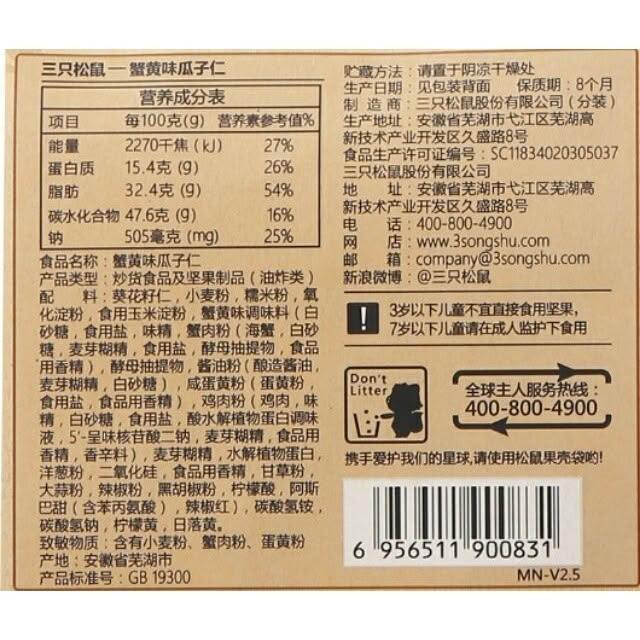 三只松鼠—蟹黄味瓜子仁
营养成分表
项目 每100克(g) 营养素参考值%
能量 2270千焦(kJ) 27%
蛋白质 15.4克(g) 26%
脂肪 32.4克(g) 54%
碳水化合物 47.6克(g) 16%
钠 505毫克(mg) 25%
食品名称：蟹黄味瓜子仁
产品类型：炒货食品及坚果制品（油炸类）
配 料：葵花籽仁，小麦粉，糯米粉，氧
化淀粉，食用玉米淀粉，蟹黄味调味料（白
砂糖，食用盐，味精，蟹肉粉（海蟹，白砂
糖，麦芽糊精，食用盐，酵母抽提物，食品
用香精），酵母抽提物，酱油粉（酿造酱油，
麦芽糊精，白砂糖），咸蛋黄粉（蛋黄粉，
食用盐，食品用香精），鸡肉粉（鸡肉，味
精，白砂糖，食用盐，酸水解植物蛋白调味
液，5'-呈味核苷酸二钠，麦芽糊精，食品用
香精，香辛料），麦芽糊精，水解植物蛋白，
洋葱粉，二氧化硅，食品用香精，甘草粉，
大蒜粉，辣椒粉，黑胡椒粉，柠檬酸，阿斯
巴甜（含苯丙氨酸），辣椒红），碳酸氢铵，
碳酸氢钠，柠檬黄，日落黄。
致敏物质：含有小麦粉、蟹肉粉、蛋黄粉
产地：安徽省芜湖市
产品标准号：GB 19300
贮藏方法：请置于阴凉干燥处
生产日期：见包装背面 保质期：8个月
制造商：三只松鼠股份有限公司（分装）
生产地址：安徽省芜湖市弋江区芜湖高
新技术产业开发区久盛路8号
食品生产许可证编号：SC11834020305037
三只松鼠股份有限公司
地 址：安徽省芜湖市弋江区芜湖高
新技术产业开发区久盛路8号
电 话：400-800-4900
网 店：www.3songshu.com
邮 箱：company@3songshu.com
新浪微博：@三只松鼠
! 3岁以下儿童不宜直接食用坚果，
7岁以下儿童请在成人监护下食用
Don't
Litter
全球主人服务热线：
400-800-4900
携手爱护我们的星球,请使用松鼠果壳袋哟!
6 956511 900831
MN-V2.5